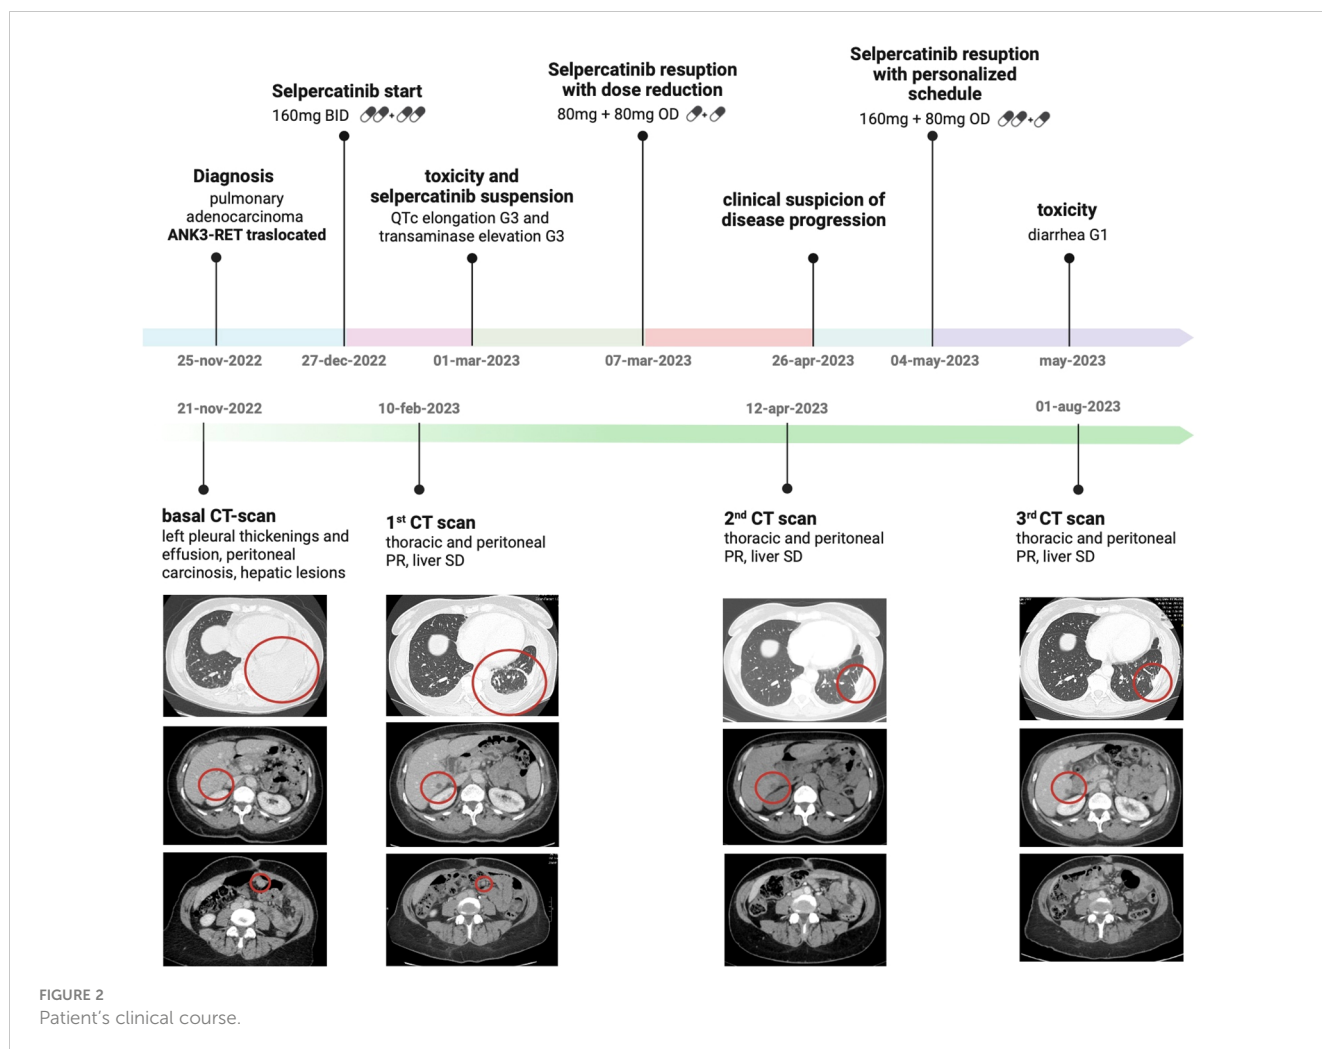 Selpercatinib start
160mg BID
Selpercatinib resuption
with dose reduction
80mg + 80mg OD
Selpercatinib resuption
with personalized
schedule
160mg + 80mg OD
Diagnosis
pulmonary
adenocarcinoma
ANK3-RET traslocated
toxicity and
selpercatinib suspension
QTc elongation G3 and
transaminase elevation G3
clinical suspicion of
disease progression
toxicity
diarrhea G1
25-nov-2022
27-dec-2022
01-mar-2023
07-mar-2023
26-apr-2023
04-may-2023
may-2023
21-nov-2022
10-feb-2023
12-apr-2023
01-aug-2023
basal CT-scan
left pleural thickenings and
effusion, peritoneal
carcinosis, hepatic lesions
1st CT scan
thoracic and peritoneal
PR, liver SD
2nd CT scan
thoracic and peritoneal
PR, liver SD
3rd CT scan
thoracic and peritoneal
PR, liver SD
FIGURE 2
Patient's clinical course.